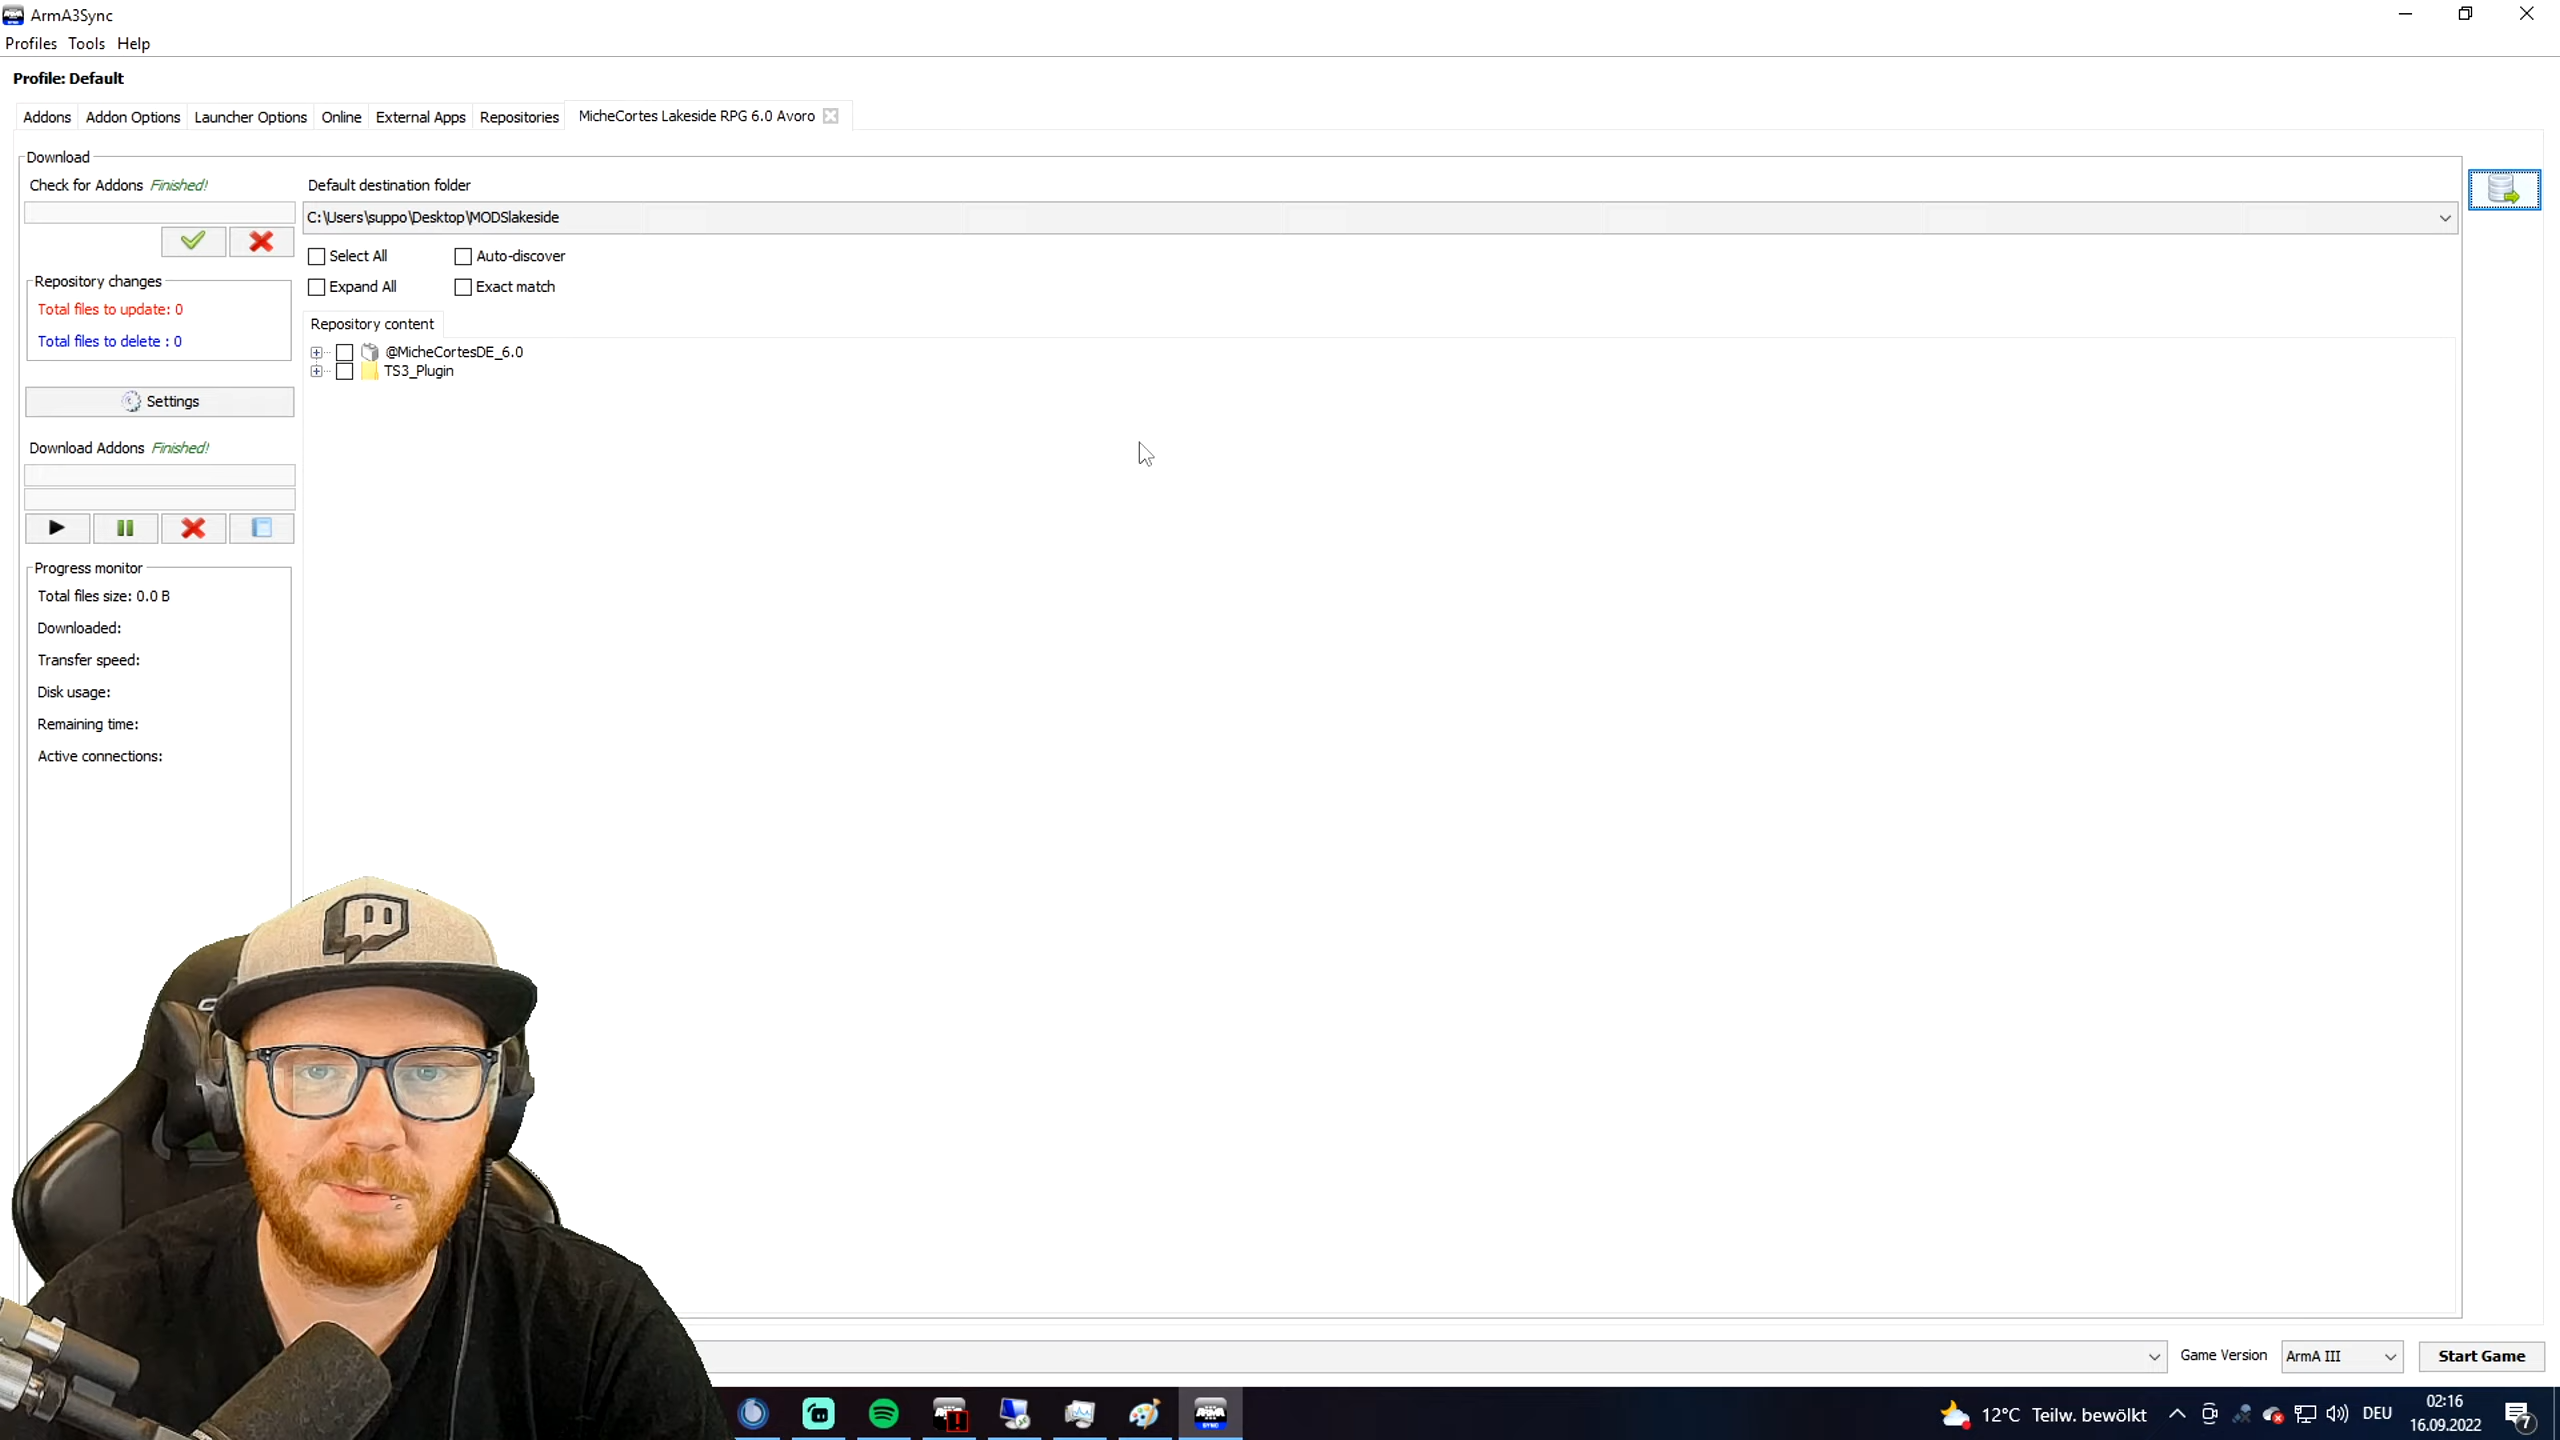 ArmA3Sync
Profiles Tools Help
Profile: Default
Addons Addon Options Launcher Options Online External Apps Repositories MicheCortes Lakeside RPG 6.0 Avoro
Download
Check for Addons Finished!
Default destination folder
C:\Users\suppo\Desktop\MODSlakeside
Select All Auto-discover
Expand All Exact match
Repository changes
Total files to update: 0
Total files to delete : 0
Repository content
@MicheCortesDE_6.0
TS3_Plugin
Settings
Download Addons Finished!
Progress monitor
Total files size: 0.0 B
Downloaded:
Transfer speed:
Disk usage:
Remaining time:
Active connections:
Game Version ArmA III Start Game
12°C Teilw. bewölkt DEU 02:16
16.09.2022
7